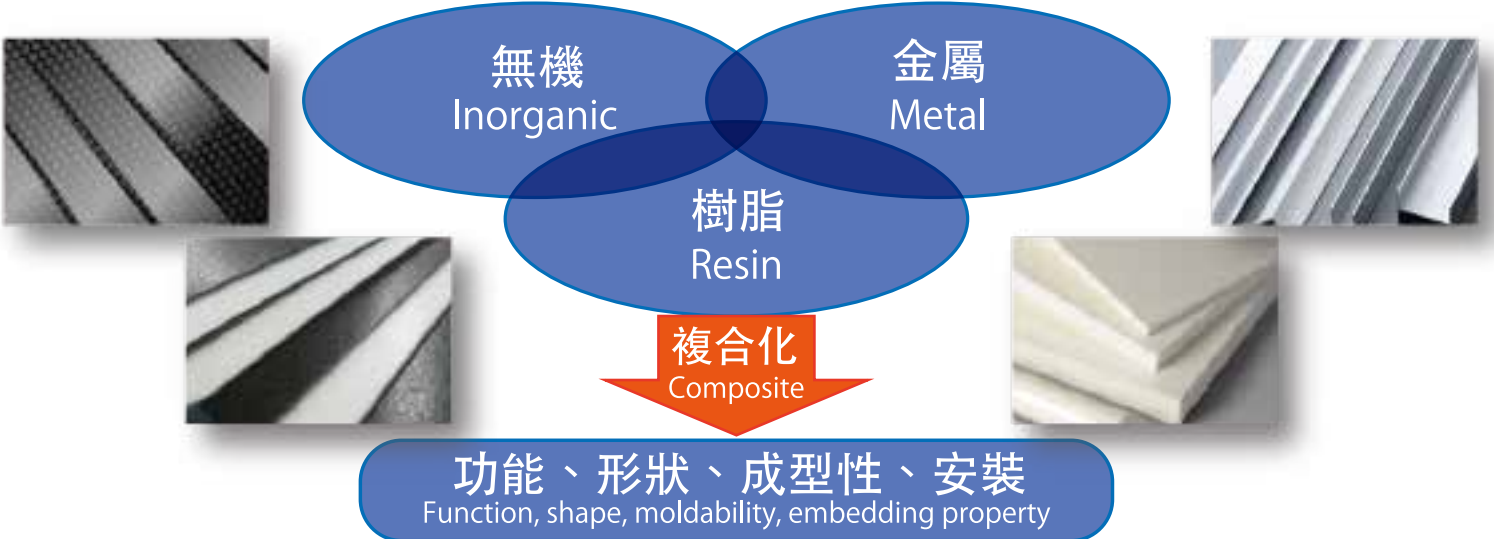 無機
Inorganic
金屬
Metal
樹脂
Resin
複合化
Composite
功能、形狀、成型性、安裝
Function, shape, moldability, embedding property